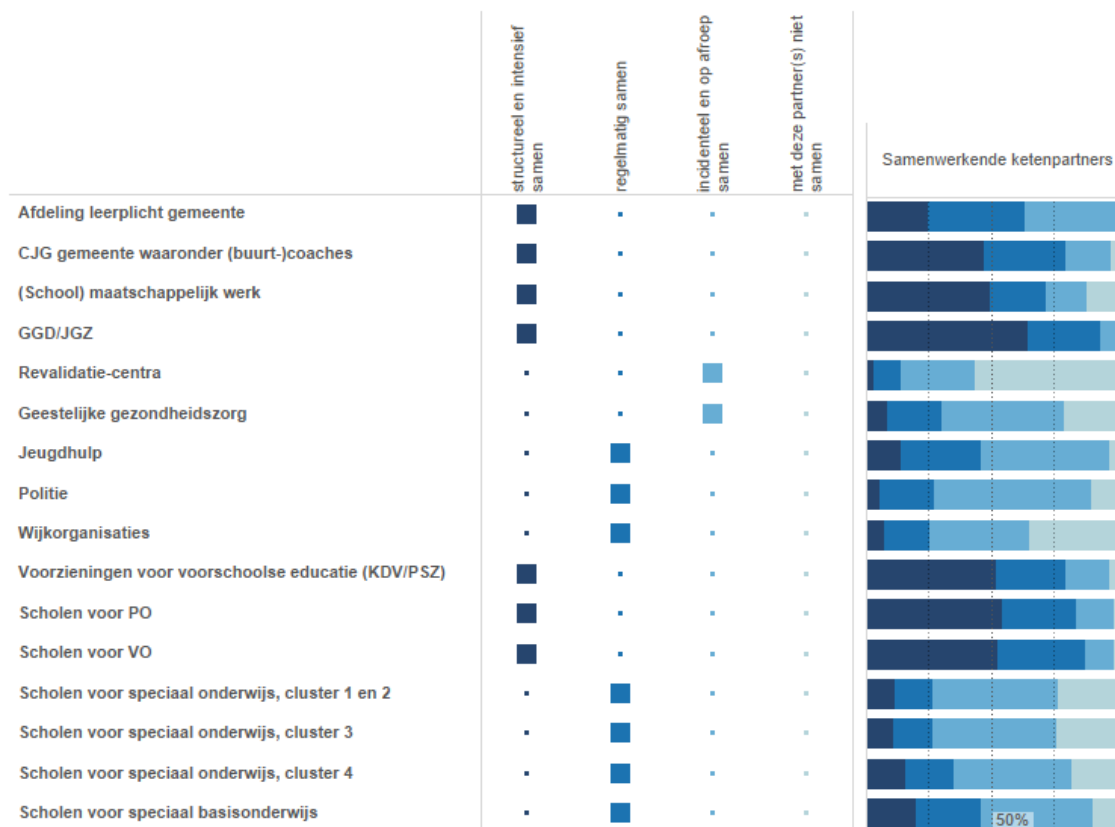 structureel en intensief
samen
regelmatig samen
incidenteel en op afroep
samen
met deze partner(s) niet
samen
Samenwerkende ketenpartners
Afdeling leerplicht gemeente
CJG gemeente waaronder (buurt-)coaches
(School) maatschappelijk werk
GGD/JGZ
Revalidatie-centra
Geestelijke gezondheidszorg
Jeugdhulp
Politie
Wijkorganisaties
Voorzieningen voor voorschoolse educatie (KDV/PSZ)
Scholen voor PO
Scholen voor VO
Scholen voor speciaal onderwijs, cluster 1 en 2
Scholen voor speciaal onderwijs, cluster 3
Scholen voor speciaal onderwijs, cluster 4
Scholen voor speciaal basisonderwijs
50%